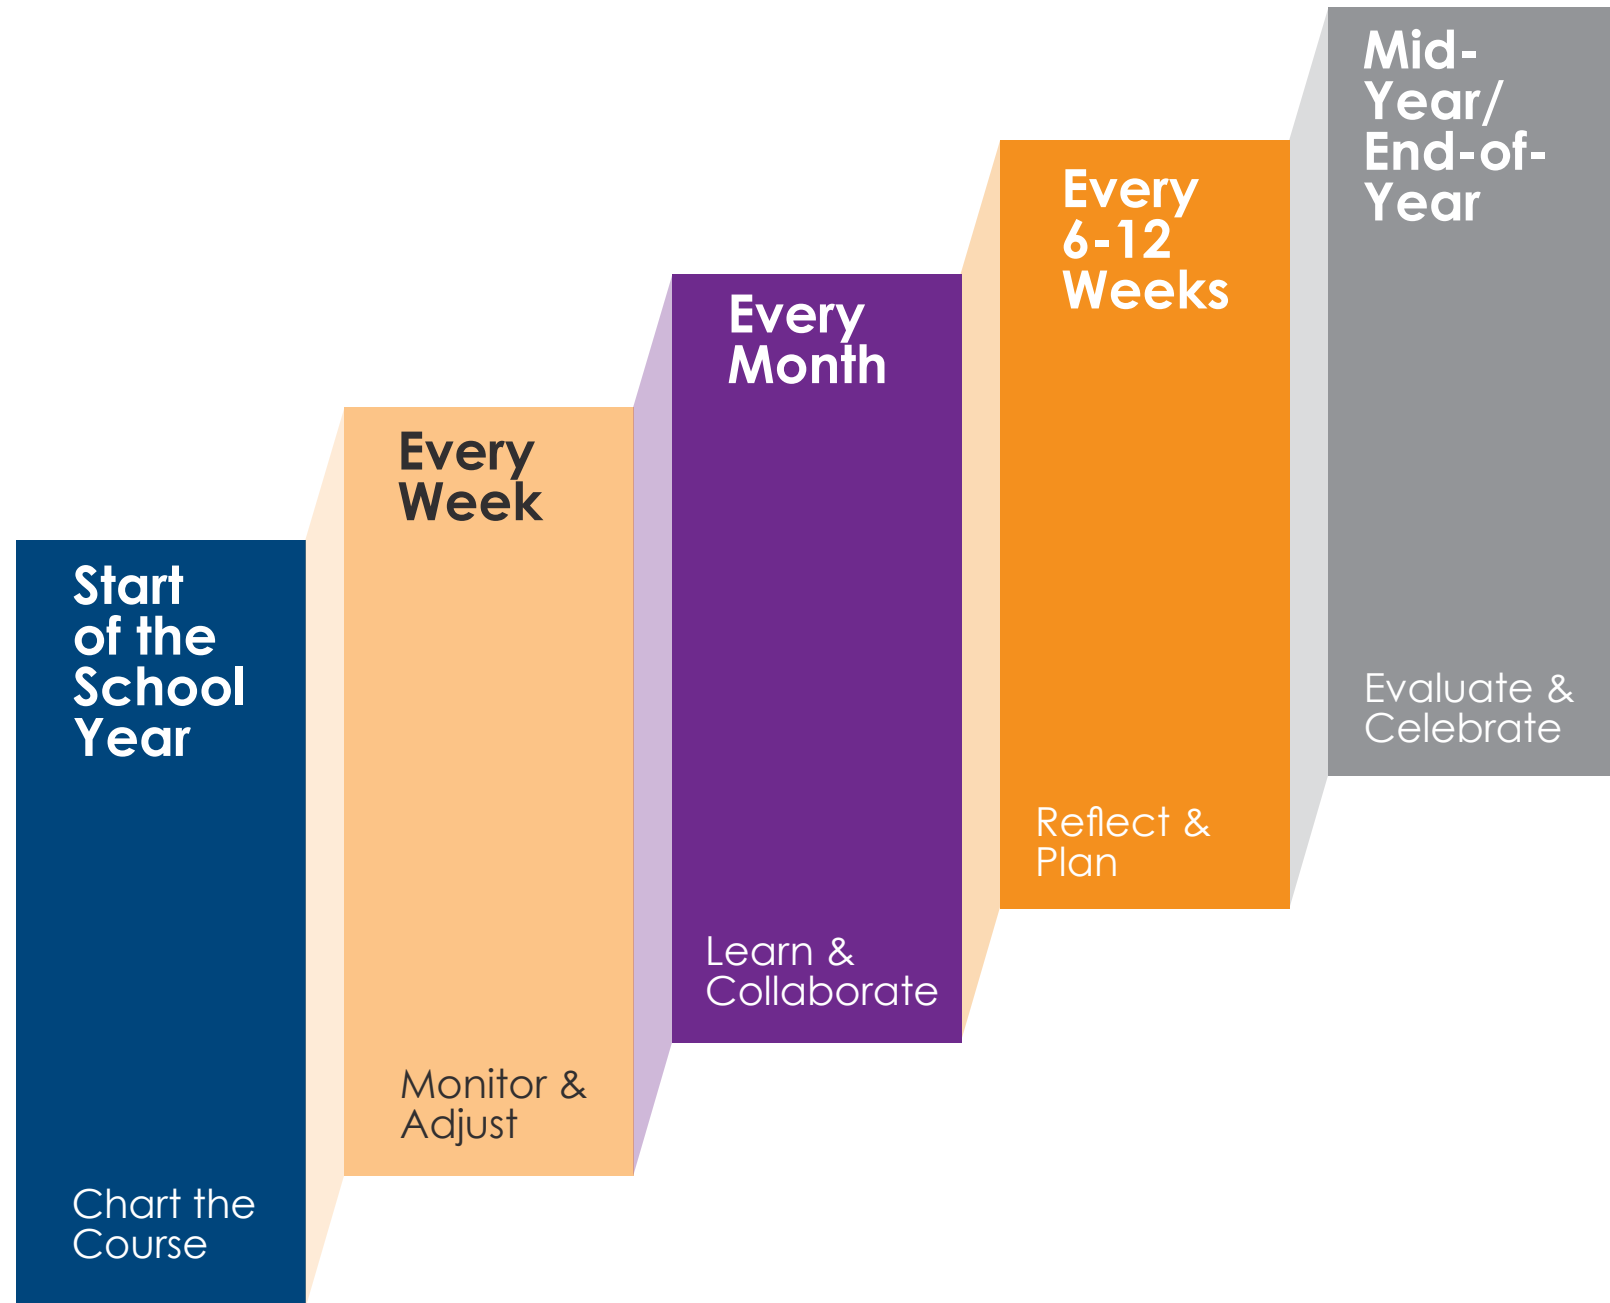 Start
of the
School
Year
Chart the
Course
Every
Week
Monitor &
Adjust
Every
Month
Learn &
Collaborate
Every
6-12
Weeks
Reflect &
Plan
Mid-
Year/
End-of-
Year
Evaluate &
Celebrate